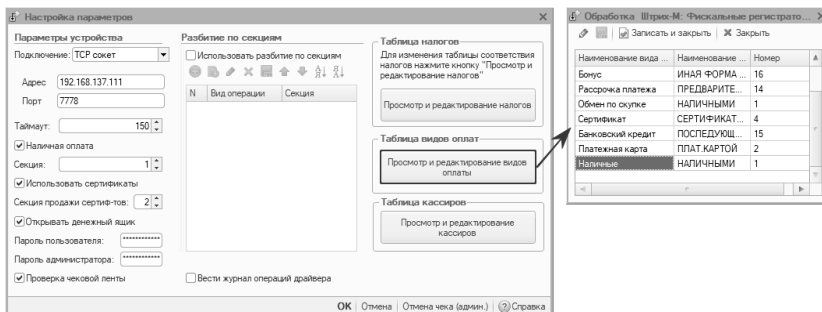 Настройка параметров
Параметры устройства
Подключение: TCP сокет
Адрес 192.168.137.111
Порт 7778
Таймаут: 150
Наличная оплата
Секция: 1
Использовать сертификаты
Секция продажи сертиф-тов: 2
Открывать денежный ящик
Пароль пользователя: ************
Пароль администратора: ************
Проверка чековой ленты
Разбитие по секциям
Использовать разбитие по секциям
N Вид операции Секция
Вести журнал операций драйвера
Таблица налогов
Для изменения таблицы соответствия
налогов нажмите кнопку "Просмотр и
редактирование налогов"
Просмотр и редактирование налогов
Таблица видов оплат
Просмотр и редактирование видов
оплаты
Таблица кассиров
Просмотр и редактирование
кассиров
OK Отмена Отмена чека (админ.) Справка
Обработка Штрих-М: Фискальные регистрато...
Записать и закрыть Закрыть
Наименование вида ... Наименование ... Номер
Бонус ИНАЯ ФОРМА ... 16
Рассрочка платежа ПРЕДВАРИТЕ... 14
Обмен по скупке НАЛИЧНЫМИ 1
Сертификат СЕРТИФИКАТ... 4
Банковский кредит ПОСЛЕДУЮЩ... 15
Платежная карта ПЛАТ.КАРТОЙ 2
Наличные НАЛИЧНЫМИ 1